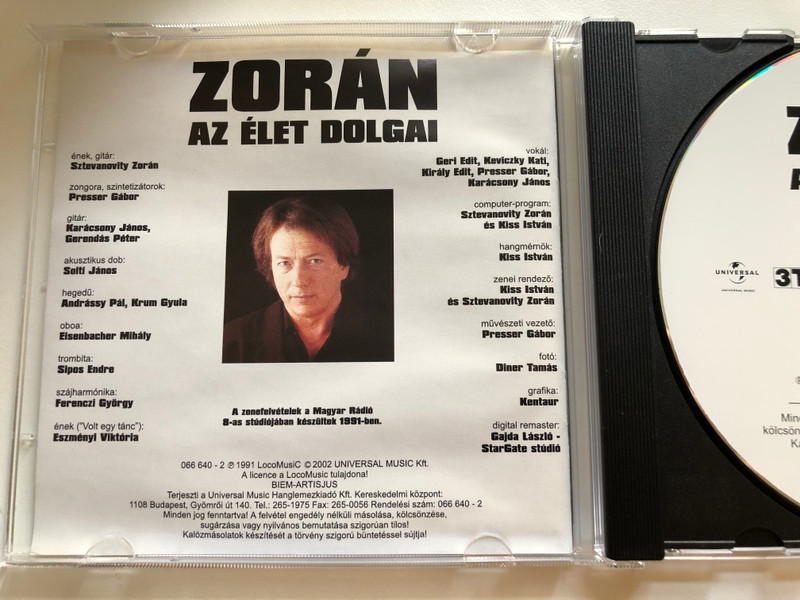 ZORÁN
AZ ÉLET DOLGAI
ének, gitár:
Sztevanovity Zorán
zongora, szintetizátorok:
Presser Gábor
gitár:
Karácsony János,
Gerendás Péter
akusztikus dob:
Solti János
hegedű:
Andrássy Pál, Krum Gyula
oboa:
Eisenbacher Mihály
trombita:
Sipos Endre
szájharmónika:
Ferenczi György
ének ("Volt egy tánc"):
Eszményi Viktória
vokál:
Geri Edit, Keviczky Kati,
Király Edit, Presser Gábor,
Karácsony János
computer-program:
Sztevanovity Zorán
és Kiss István
hangmérnök:
Kiss István
zenei rendező:
Kiss István
és Sztevanovity Zorán
művészeti vezető:
Presser Gábor
fotó:
Diner Tamás
grafika:
Kentaur
digital remaster:
Gajda László -
StarGate stúdió
A zenefelvételek a Magyar Rádió
8-as stúdiójában készültek 1991-ben.
066 640 - 2 ℗ 1991 LocoMusiC © 2002 UNIVERSAL MUSIC Kft.
A licence a LocoMusic tulajdona!
BIEM-ARTISJUS
Terjeszti a Universal Music Hanglemezkiadó Kft. Kereskedelmi központ:
1108 Budapest, Gyömrői út 140. Tel.: 265-1975 Fax: 265-0056 Rendelési szám: 066 640 - 2
Minden jog fenntartva! A felvétel engedély nélküli másolása, kölcsönzése,
sugárzása vagy nyilvános bemutatása szigorúan tilos!
Kalózmásolatok készítését a törvény szigorú büntetéssel sújtja!
UNIVERSAL
UNIVERSAL MUSIC
3T